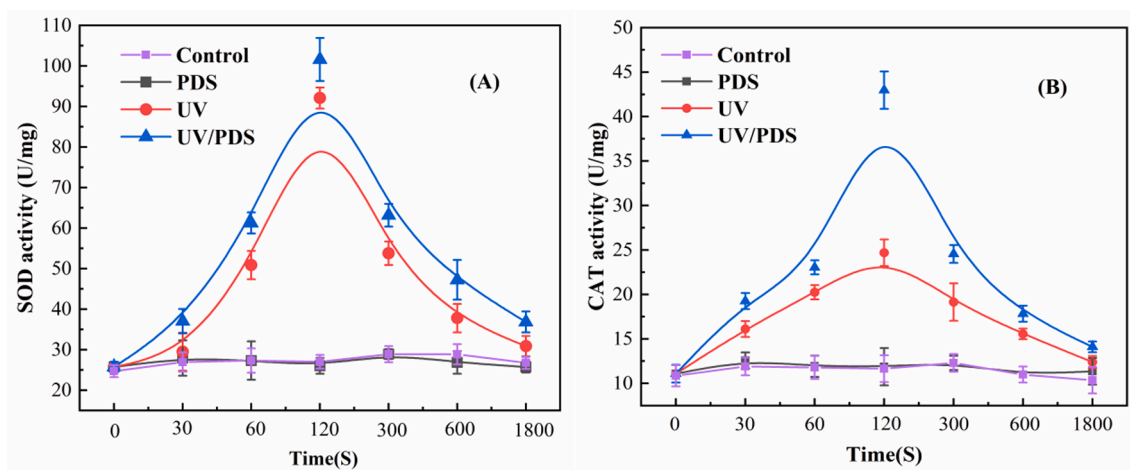 110
100
90
80
70
60
50
40
30
20
SOD activity (U/mg)
Control
PDS
UV
UV/PDS
(A)
0 30 60 120 300 600 1800
Time(S)
50
45
40
35
30
25
20
15
10
CAT activity (U/mg)
Control
PDS
UV
UV/PDS
(B)
0 30 60 120 300 600 1800
Time(S)